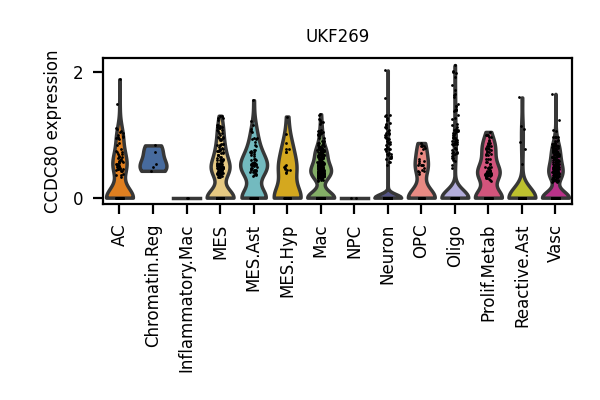 UKF269
CCDC80 expression
2
0
AC
Chromatin.Reg
Inflammatory.Mac
MES
MES.Ast
MES.Hyp
Mac
NPC
Neuron
OPC
Oligo
Prolif.Metab
Reactive.Ast
Vasc